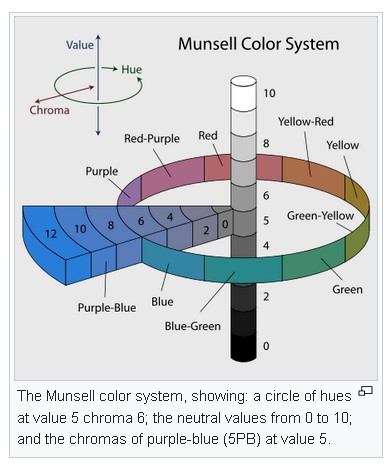 Munsell Color System
Value
Hue
Chroma
10
8
6
5
4
2
0
Red-Purple
Red
Yellow-Red
Yellow
Purple
Green-Yellow
12
10
8
6
4
2
0
Purple-Blue
Blue
Blue-Green
Green
The Munsell color system, showing: a circle of hues
at value 5 chroma 6; the neutral values from 0 to 10;
and the chromas of purple-blue (5PB) at value 5.